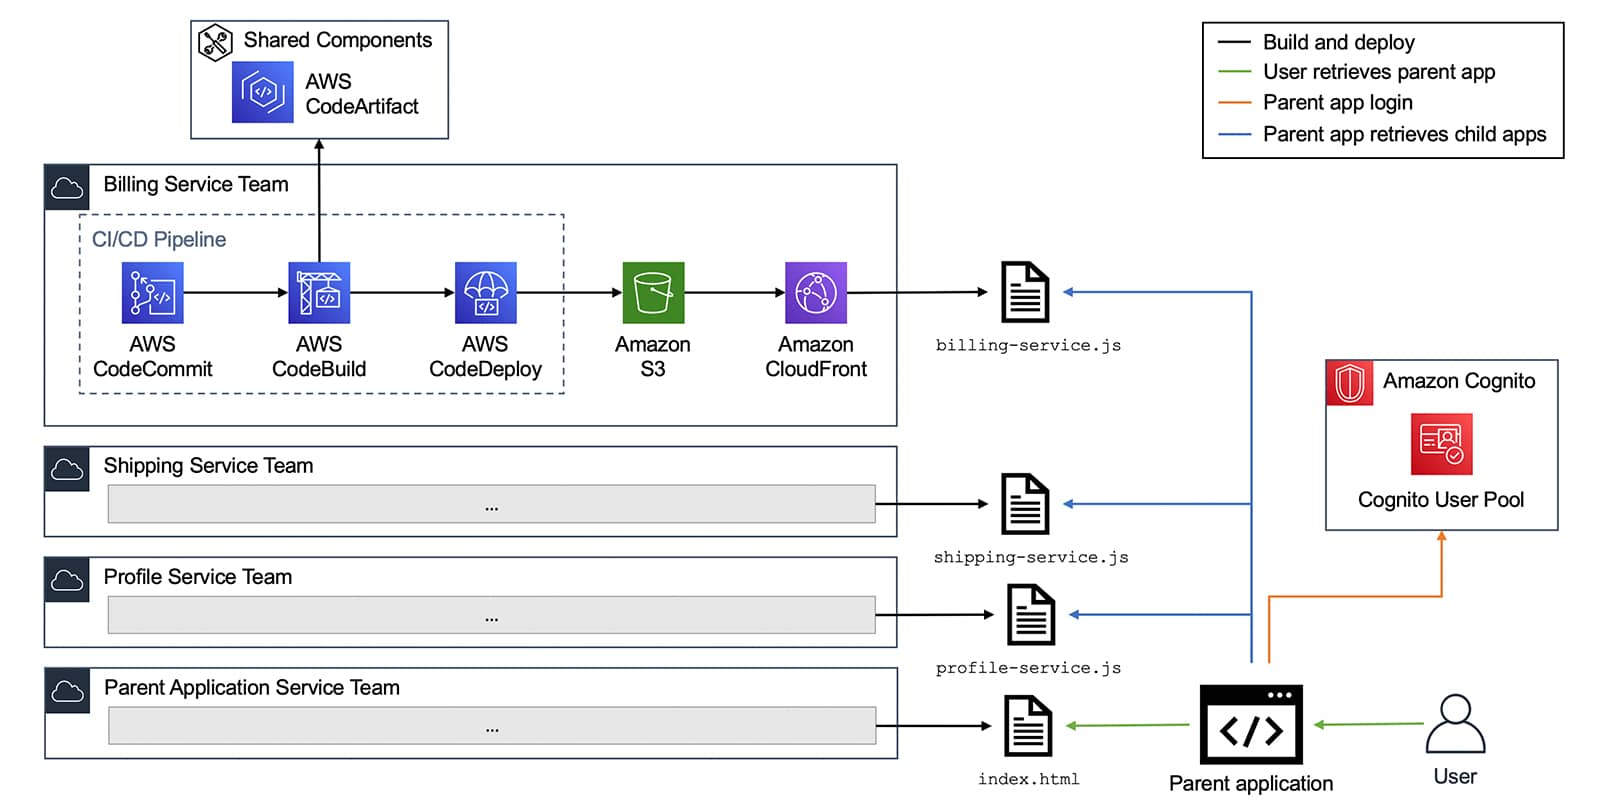 Shared Components
AWS
CodeArtifact
Build and deploy
User retrieves parent app
Parent app login
Parent app retrieves child apps
Billing Service Team
CI/CD Pipeline
AWS
CodeCommit
AWS
CodeBuild
AWS
CodeDeploy
Amazon
S3
Amazon
CloudFront
billing-service.js
Amazon Cognito
Cognito User Pool
Shipping Service Team
...
shipping-service.js
Profile Service Team
...
profile-service.js
Parent Application Service Team
...
index.html
Parent application
User